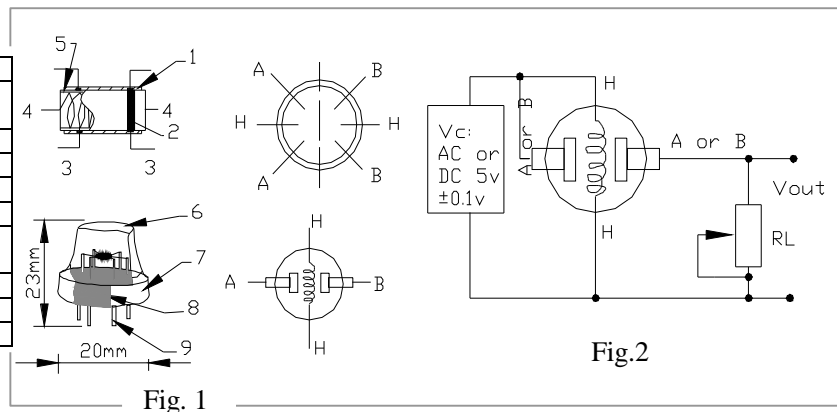 5
1
4
4
2
3
3
A
B
H
H
A
B
6
7
8
9
23mm
20mm
A
B
H
H
Fig. 1
Vc:
AC or
DC 5v
±0.1v
A or B
H
H
A or B
Vout
RL
Fig.2